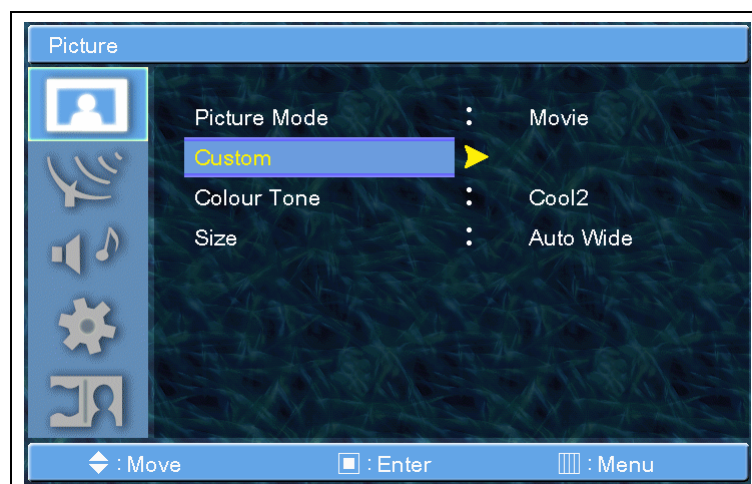 Picture
Picture Mode : Movie
Custom
Colour Tone : Cool2
Size : Auto Wide
: Move : Enter : Menu